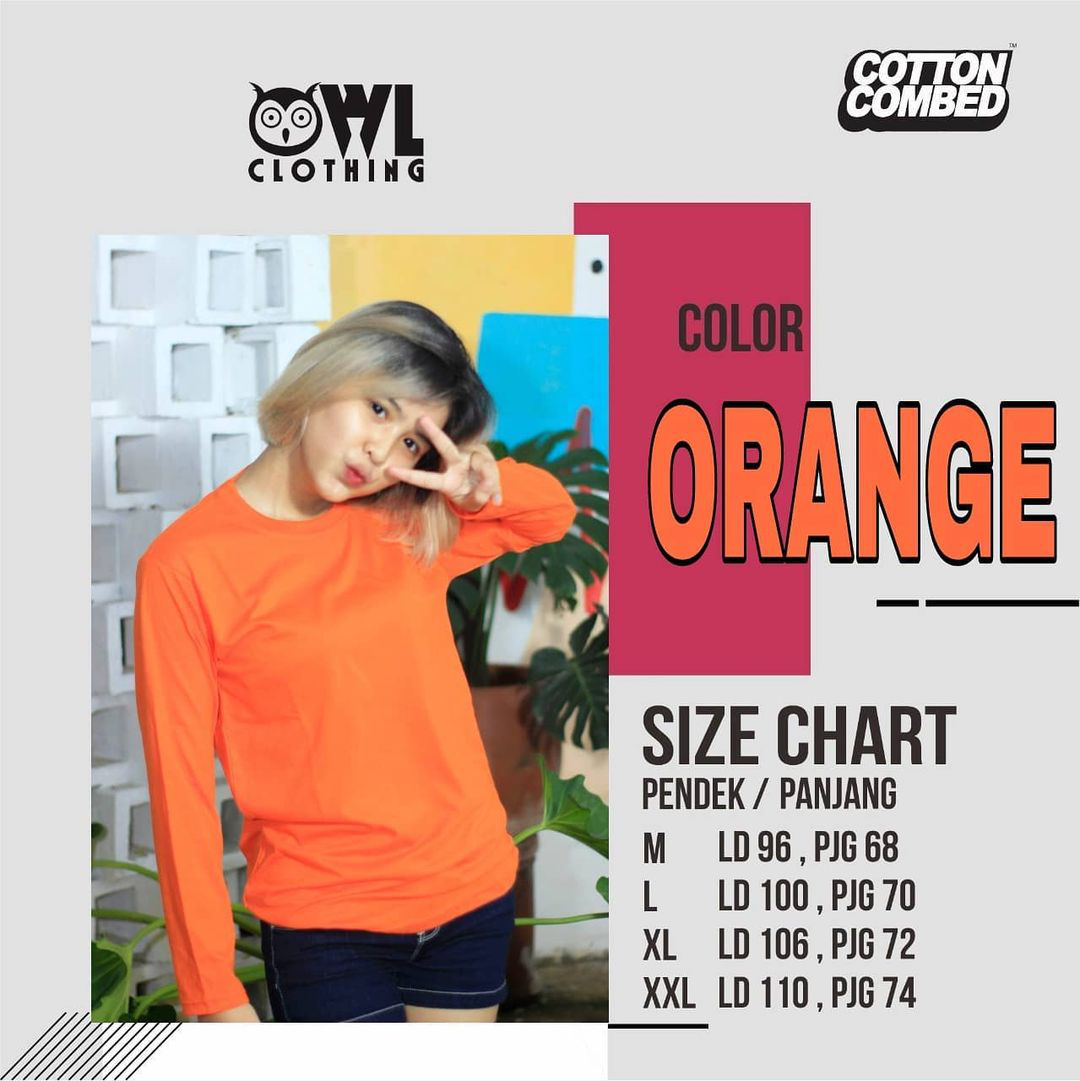 OWL
CLOTHING
COTTON
COMBED
TM
COLOR
ORANGE
SIZE CHART
PENDEK / PANJANG
M LD 96 , PJG 68
L LD 100 , PJG 70
XL LD 106 , PJG 72
XXL LD 110 , PJG 74